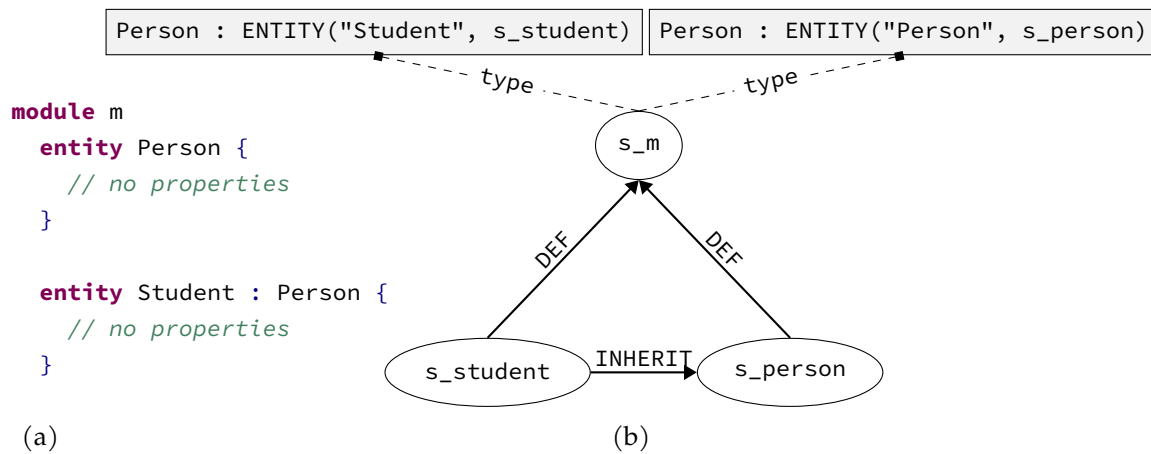 Person : ENTITY("Student", s_student)
Person : ENTITY("Person", s_person)
type
type
module m
entity Person {
// no properties
}
entity Student : Person {
// no properties
}
s_m
DEF
DEF
s_student
INHERIT
s_person
(a)
(b)